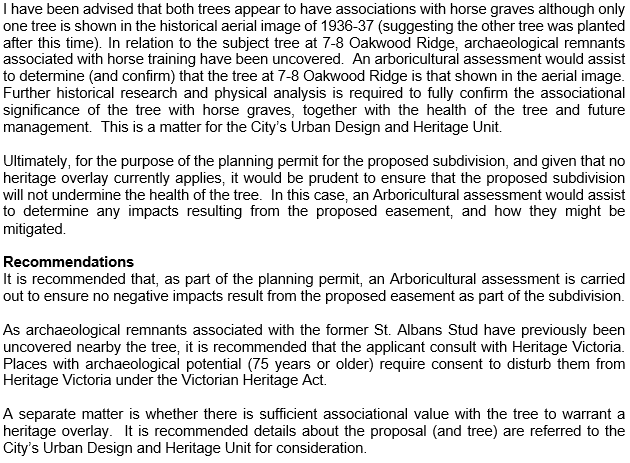 I have been advised that both trees appear to have associations with horse graves although only
one tree is shown in the historical aerial image of 1936-37 (suggesting the other tree was planted
after this time). In relation to the subject tree at 7-8 Oakwood Ridge, archaeological remnants
associated with horse training have been uncovered. An arboricultural assessment would assist
to determine (and confirm) that the tree at 7-8 Oakwood Ridge is that shown in the aerial image.
Further historical research and physical analysis is required to fully confirm the associational
significance of the tree with horse graves, together with the health of the tree and future
management. This is a matter for the City's Urban Design and Heritage Unit.
Ultimately, for the purpose of the planning permit for the proposed subdivision, and given that no
heritage overlay currently applies, it would be prudent to ensure that the proposed subdivision
will not undermine the health of the tree. In this case, an Arboricultural assessment would assist
to determine any impacts resulting from the proposed easement, and how they might be
mitigated.
Recommendations
It is recommended that, as part of the planning permit, an Arboricultural assessment is carried
out to ensure no negative impacts result from the proposed easement as part of the subdivision.
As archaeological remnants associated with the former St. Albans Stud have previously been
uncovered nearby the tree, it is recommended that the applicant consult with Heritage Victoria.
Places with archaeological potential (75 years or older) require consent to disturb them from
Heritage Victoria under the Victorian Heritage Act.
A separate matter is whether there is sufficient associational value with the tree to warrant a
heritage overlay. It is recommended details about the proposal (and tree) are referred to the
City's Urban Design and Heritage Unit for consideration.